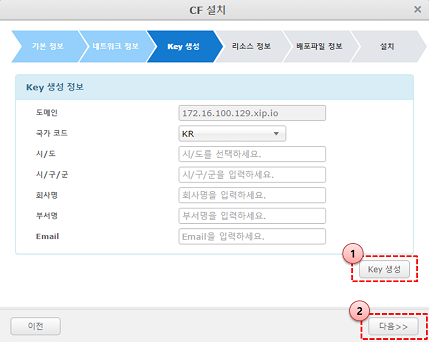 CF 설치
×
기본 정보 네트워크 정보 Key 생성 리소스 정보 배포파일 정보 설치
Key 생성 정보
도메인 172.16.100.129.xip.io
국가 코드 KR
시/도 시/도를 선택하세요.
시/구/군 시/구/군을 입력하세요.
회사명 회사명을 입력하세요.
부서명 부서명을 입력하세요.
Email Email을 입력하세요.
1
Key 생성
2
이전 다음>>